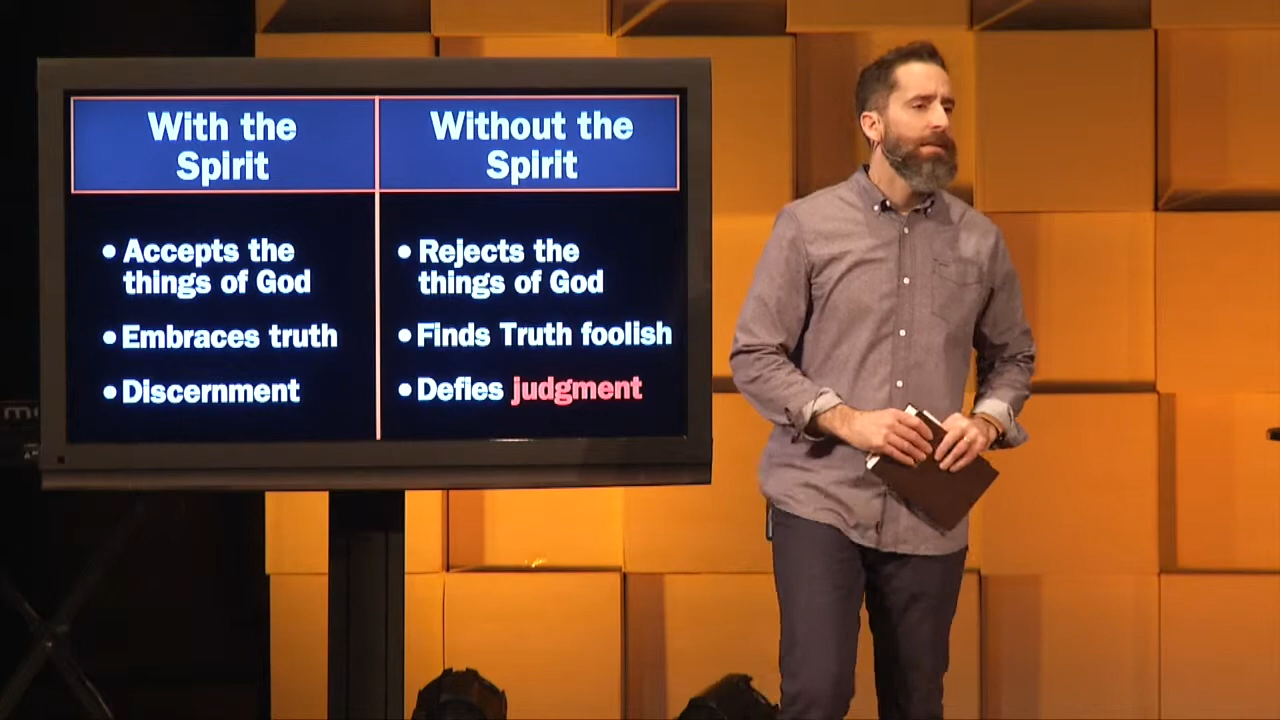 With the
Spirit
Without the
Spirit
• Accepts the
things of God
• Embraces truth
• Discernment
• Rejects the
things of God
• Finds Truth foolish
• Defies judgment